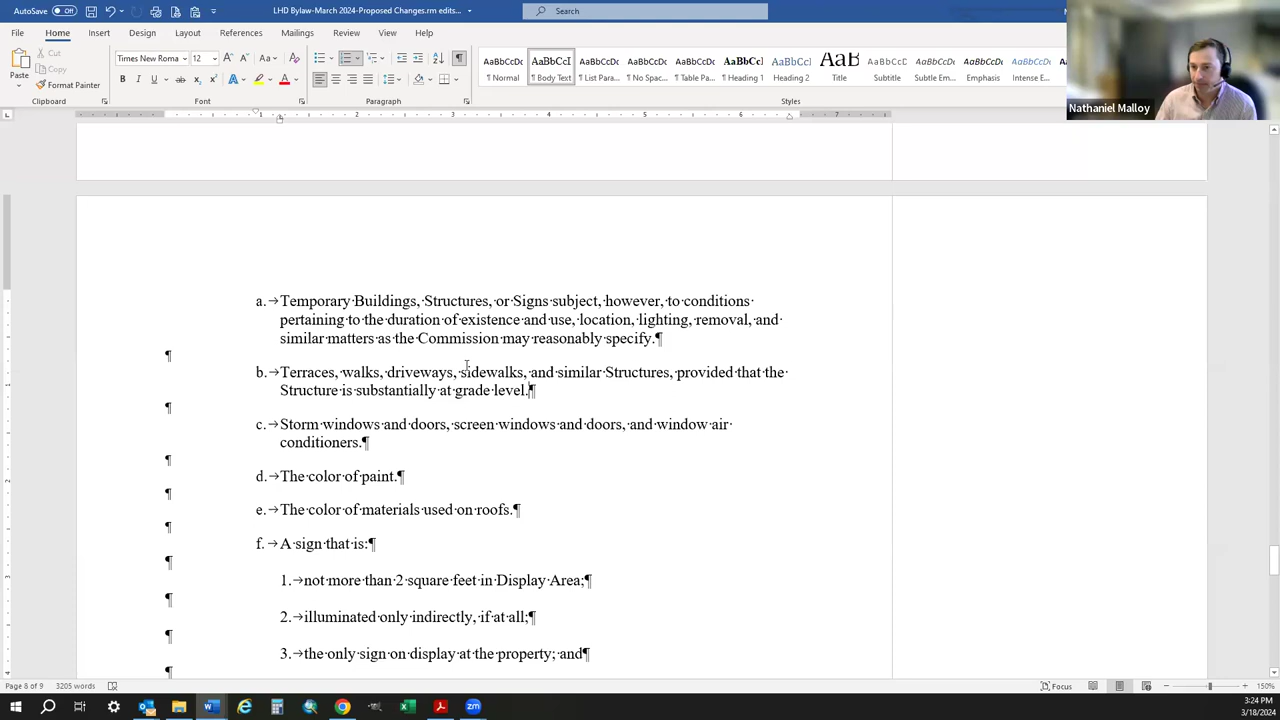 AutoSave Off
LHD Bylaw-March 2024-Proposed Changes.rm edits...
Search
File Home Insert Design Layout References Mailings Review View Help
Paste
Cut
Copy
Format Painter
Clipboard
Times New Roma 12
Font
Paragraph
AaBbCcDc AaBbCcI AaBbCcDc AaBbCcDc AaBbCcDc AaBbCc AaBbCcD AaB AaBbCcD AaBbCcDt AaBbCcDt AaBbCcDt
¶ Normal ¶ Body Text ¶ List Para... ¶ No Spac... ¶ Table Pa... ¶ Heading 1 Heading 2 Title Subtitle Subtle Em... Emphasis Intense E...
Styles
Nathaniel Malloy
a.→Temporary·Buildings,·Structures,·or·Signs·subject,·however,·to·conditions·
pertaining·to·the·duration·of·existence·and·use,·location,·lighting,·removal,·and·
similar·matters·as·the·Commission·may·reasonably·specify.¶
¶
b.→Terraces,·walks,·driveways,·sidewalks,·and·similar·Structures,·provided·that·the·
Structure·is·substantially·at·grade·level.¶
¶
c.→Storm·windows·and·doors,·screen·windows·and·doors,·and·window·air·
conditioners.¶
¶
d.→The·color·of·paint.¶
¶
e.→The·color·of·materials·used·on·roofs.¶
¶
f.→A·sign·that·is:¶
¶
1.→not·more·than·2·square·feet·in·Display·Area;¶
¶
2.→illuminated·only·indirectly,·if·at·all;¶
¶
3.→the·only·sign·on·display·at·the·property;·and¶
¶
Page 8 of 9 3205 words
Focus
150%
3:24 PM
3/18/2024